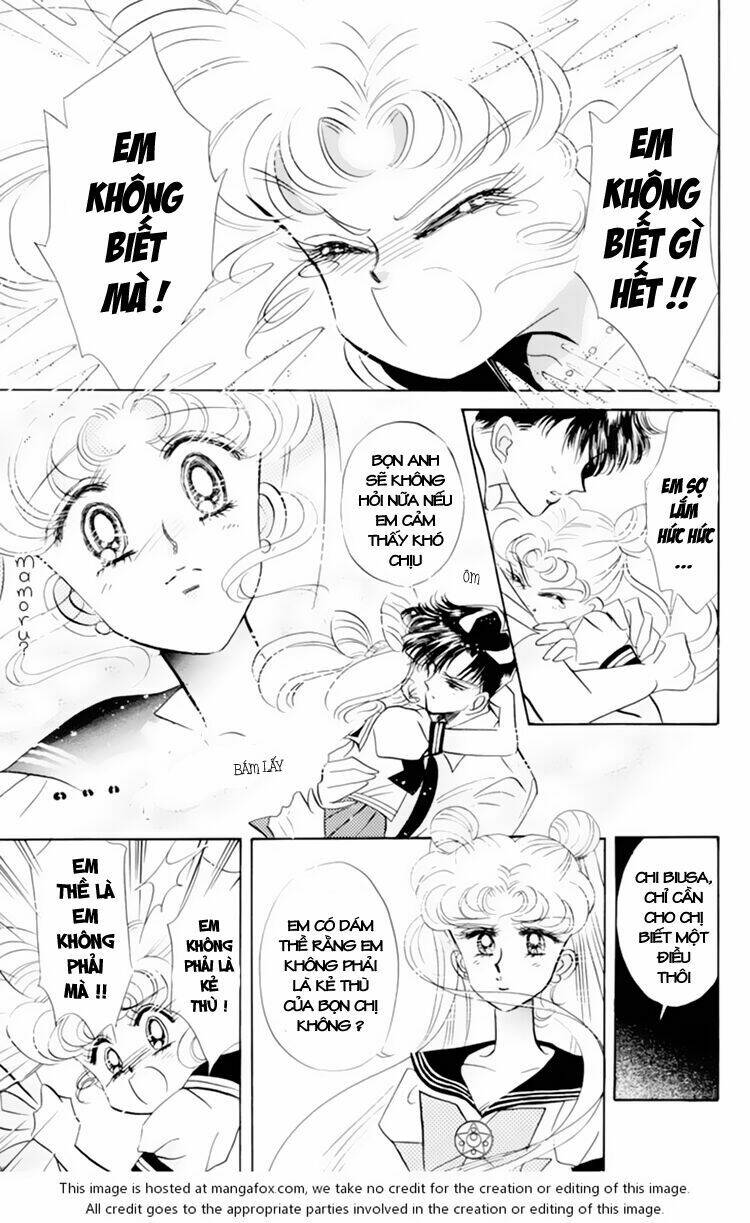 EM
KHÔNG
BIẾT GÌ
HẾT !!
EM
KHÔNG
BIẾT
MÀ !
EM SỢ
LẮM
HỨC HỨC
...
BỌN ANH
SẼ KHÔNG
HỎI NỮA NẾU
EM CẢM
THẤY KHÓ
CHỊU
ÔM
mamoru?
BÁM LẤY
CHI BIUSA,
CHỈ CẦN
CHO CHỊ
BIẾT MỘT
ĐIỀU
THÔI
EM CÓ DÁM
THỀ RẰNG EM
KHÔNG PHẢI
LÀ KẺ THÙ
CỦA BỌN CHỊ
KHÔNG ?
EM
KHÔNG
PHẢI LÀ
KẺ
THÙ !
EM
THỀ LÀ
EM
KHÔNG
PHẢI
MÀ !!
This image is hosted at mangafox.com, we take no credit for the creation or editing of this image.
All credit goes to the appropriate parties involved in the creation or editing of this image.